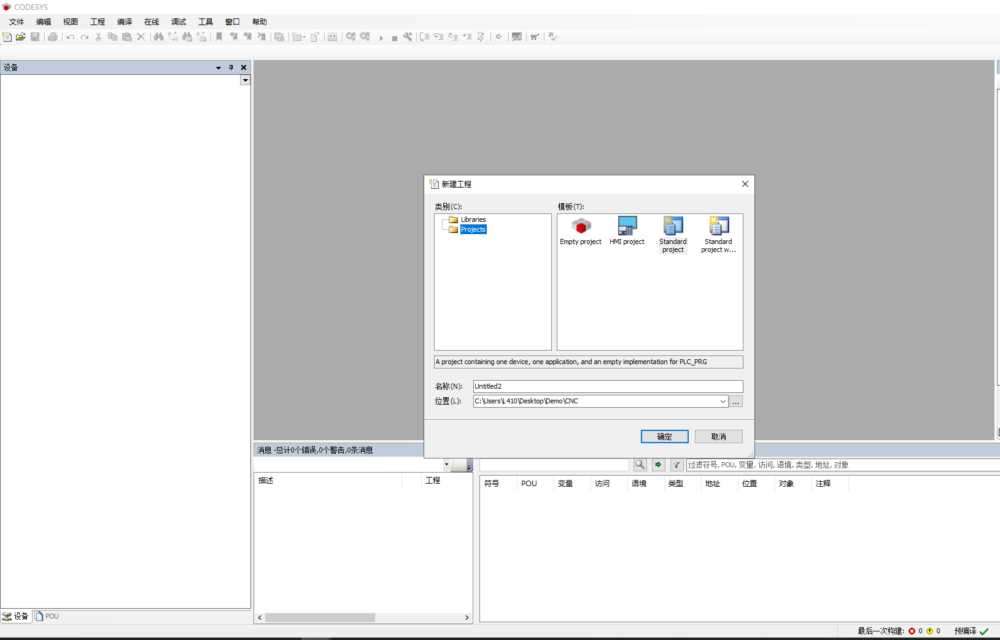 CODESYS
文件 编辑 视图 工程 编译 在线 调试 工具 窗口 帮助
设备
新建工程
类别(C):
Libraries
Projects
模板(T):
Empty project
HMI project
Standard
project
Standard
project w...
A project containing one device, one application, and an empty implementation for PLC_PRG
名称(N): Untitled2
位置(L): C:\Users\L410\Desktop\Demo\CNC ...
确定 取消
消息 -总计0个错误,0个警告,0条消息
描述 工程
过滤符号, POU, 变量, 访问, 语境, 类型, 地址, 对象
符号 POU 变量 访问 语境 类型 地址 位置 对象 注释
设备 POU
最后一次构建: 0 0 预编译